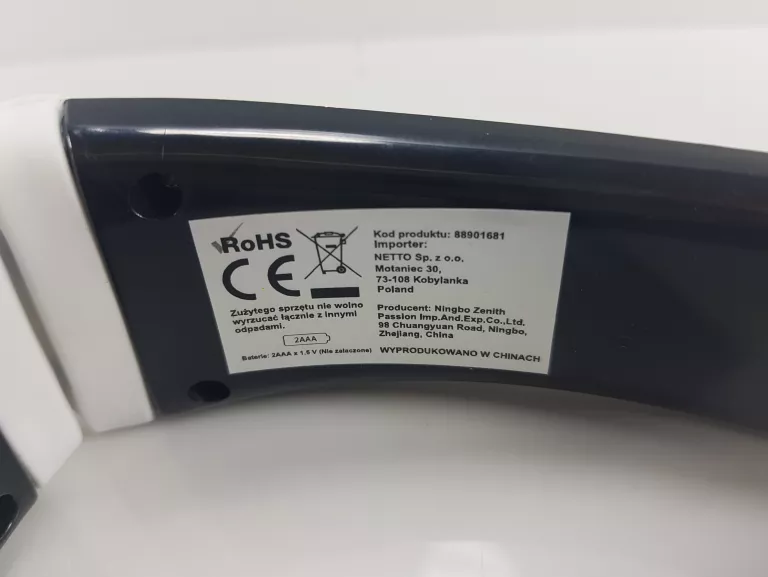 RoHS
CE
Zużytego sprzętu nie wolno
wyrzucać łącznie z innymi
odpadami.
2AAA
Baterie: 2AAA x 1,5 V (Nie załączone)
Kod produktu: 88901681
Importer:
NETTO Sp. z o.o.
Motaniec 30,
73-108 Kobylanka
Poland
Producent: Ningbo Zenith
Passion Imp.And.Exp.Co.,Ltd.
98 Chuangyuan Road, Ningbo,
Zhejiang, China
WYPRODUKOWANO W CHINACH